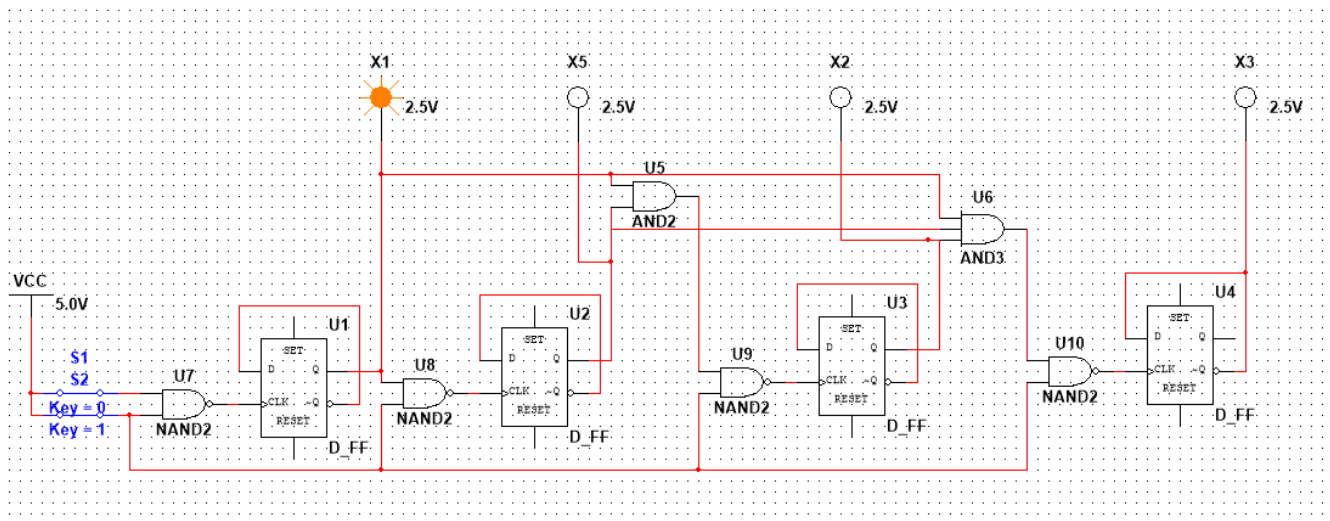 X1
2.5V
X5
2.5V
X2
2.5V
X3
2.5V
U5
AND2
U6
AND3
VCC
5.0V
S1
S2
Key = 0
Key = 1
U7
NAND2
U1
SET
D Q
CLK ~Q
RESET
D_FF
U8
NAND2
U2
SET
D Q
CLK ~Q
RESET
D_FF
U9
NAND2
U3
SET
D Q
CLK ~Q
RESET
D_FF
U10
NAND2
U4
SET
D Q
CLK ~Q
RESET
D_FF